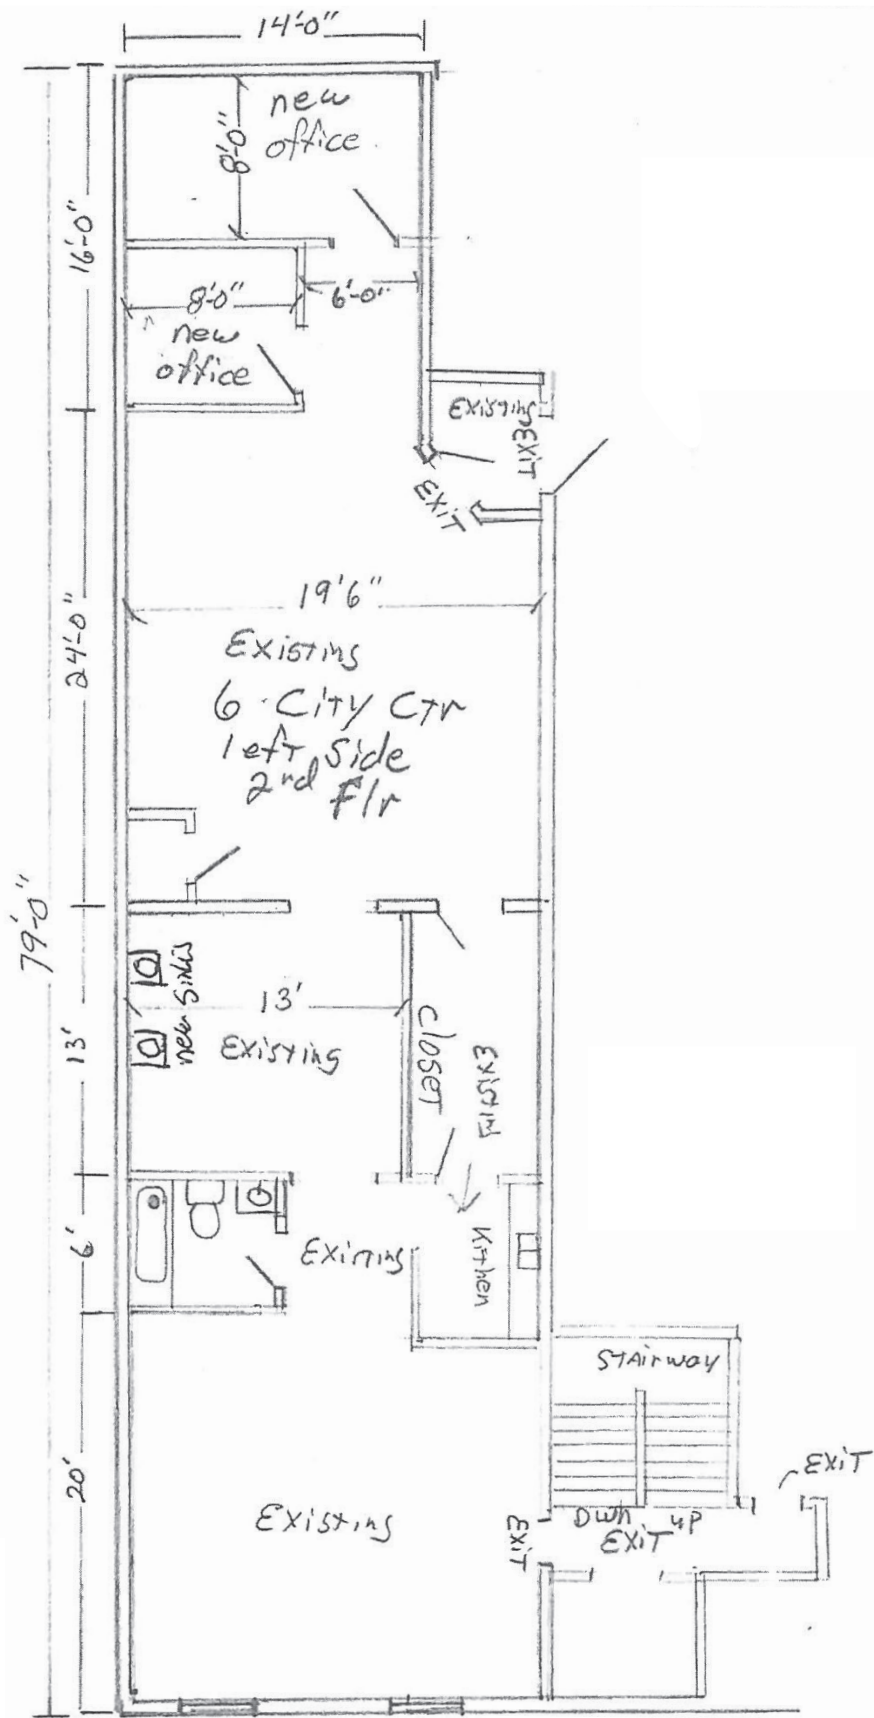 14'-0"
new
office
8'-0"
16'-0"
8'-0"
6'-0"
new
office
Existing
EXIT
EXIT
19'6"
Existing
6 City Ctr
left Side
2nd Flr
24'-0"
79'-0"
new sinks
13'
Existing
closet
Existing
13'
6'
Existing
Kitchen
Stairway
EXIT
Dwn
up
EXIT
EXIT
20'
Existing